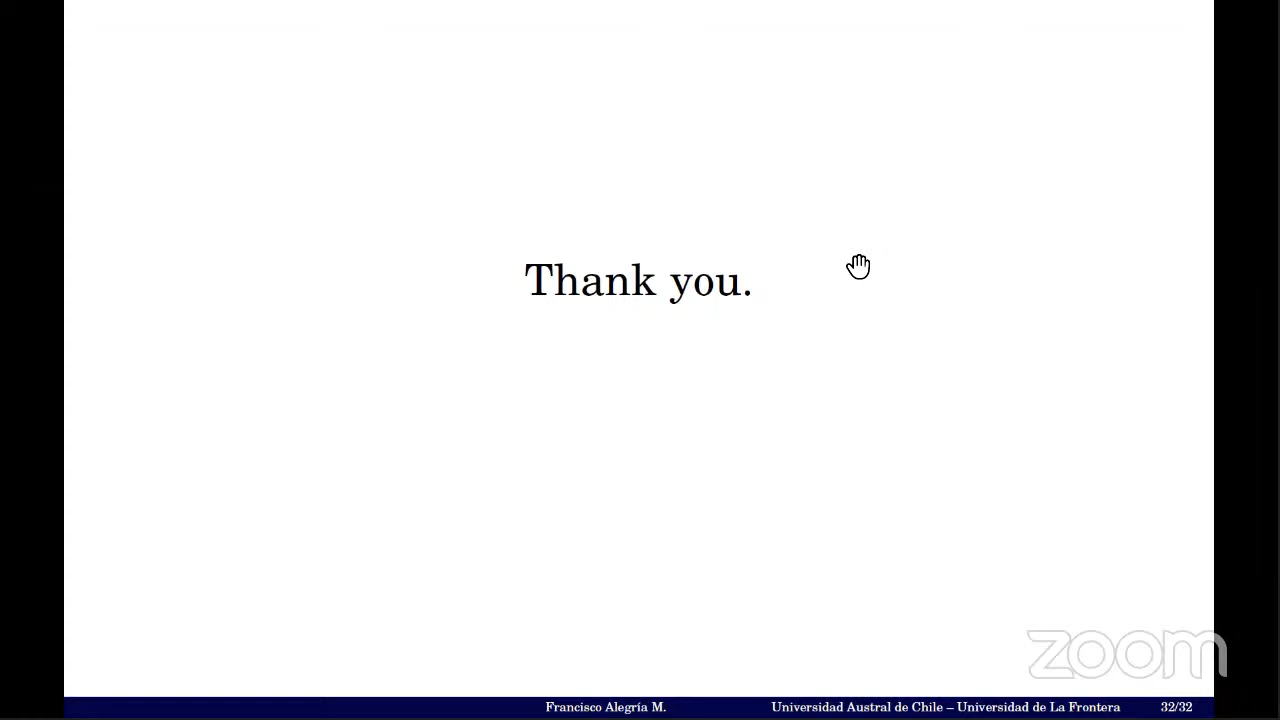 Thank you.
zoom
Francisco Alegría M. Universidad Austral de Chile – Universidad de La Frontera 32/32